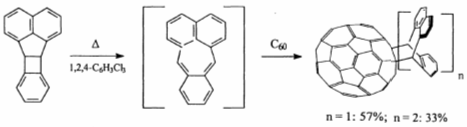 Δ
1,2,4-C₆H₃Cl₃
C₆₀
n
n = 1: 57%; n = 2: 33%